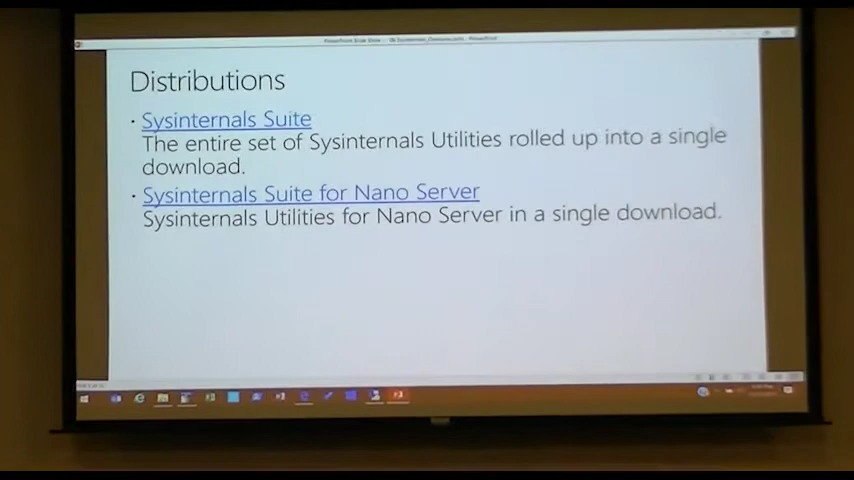 Distributions
· Sysinternals Suite
The entire set of Sysinternals Utilities rolled up into a single
download.
· Sysinternals Suite for Nano Server
Sysinternals Utilities for Nano Server in a single download.